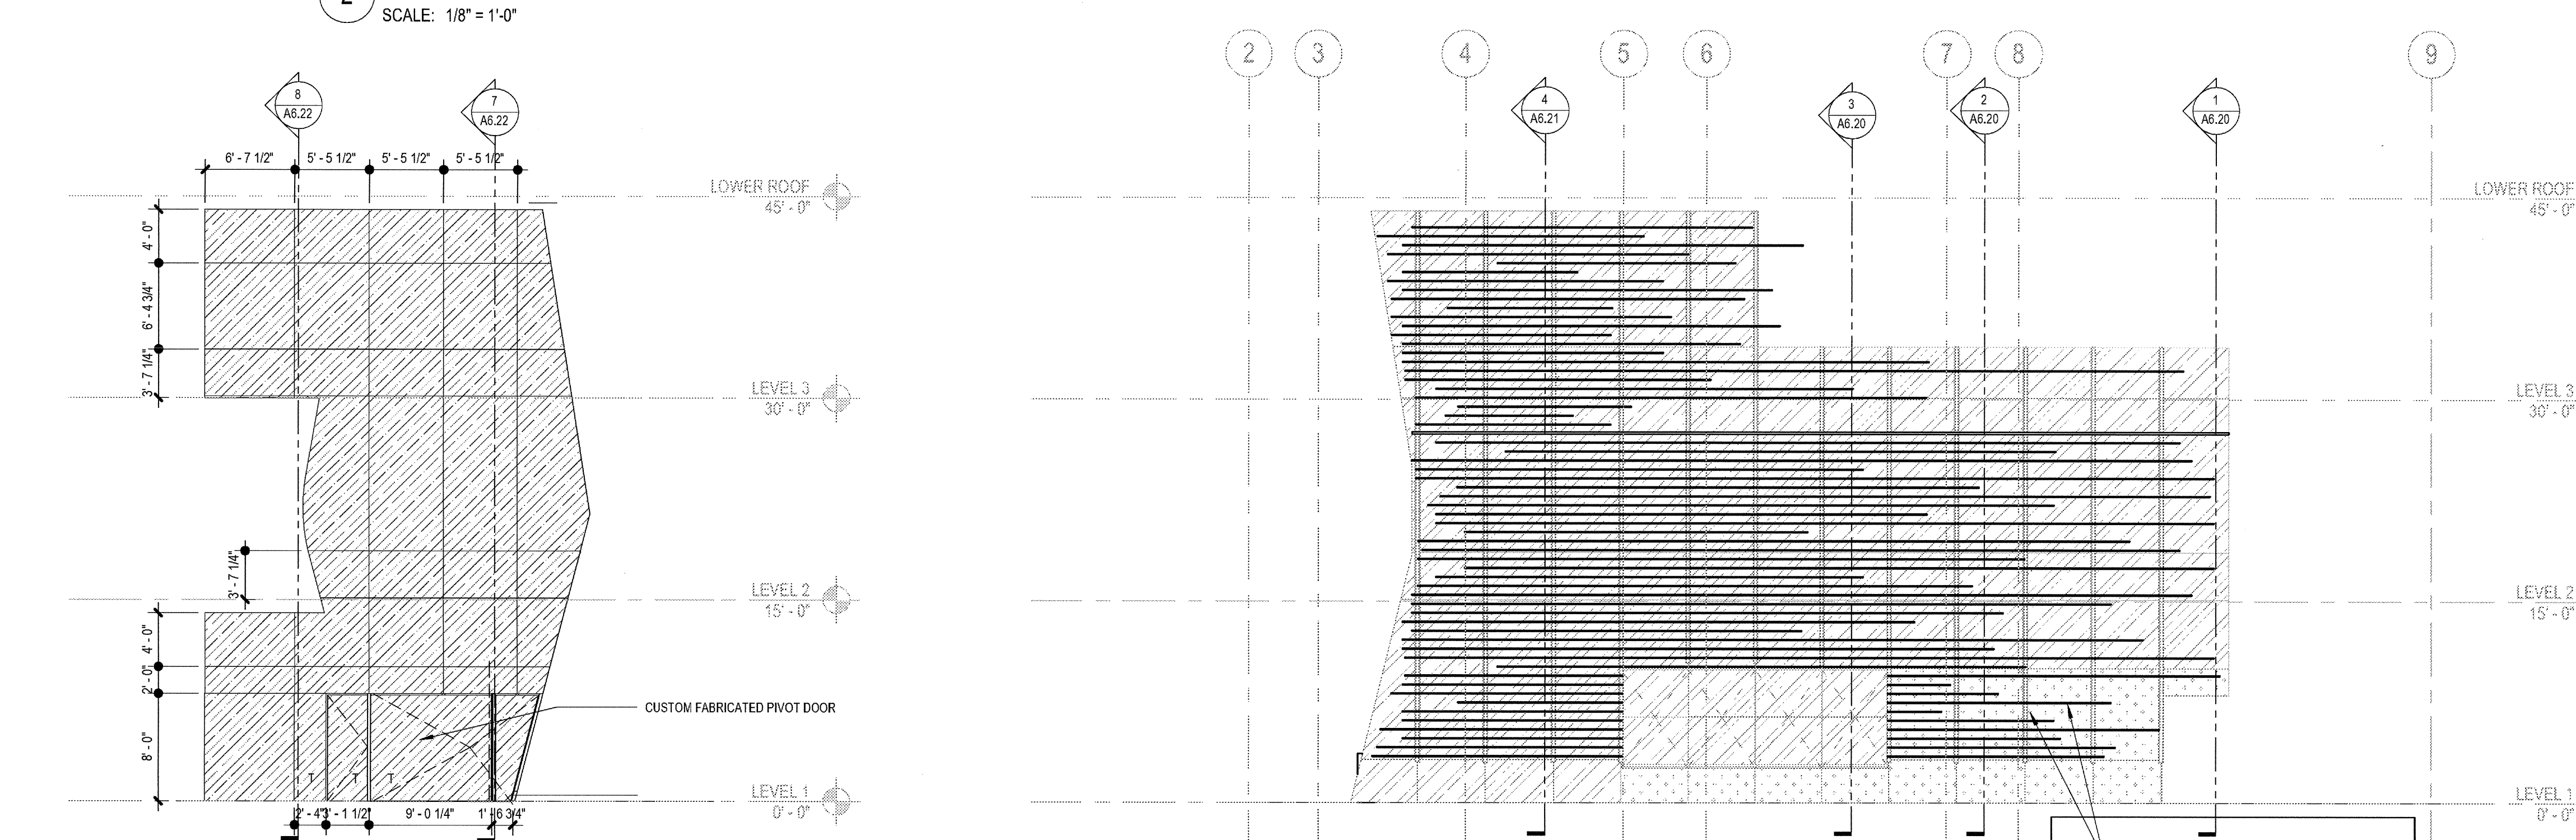 2
SCALE: 1/8" = 1'-0"
8
A6.22
7
A6.22
6' - 7 1/2"
5' - 5 1/2"
5' - 5 1/2"
5' - 5 1/2"
LOWER ROOF
45' - 0"
4' - 0"
6' - 4 3/4"
3' - 7 1/4"
LEVEL 3
30' - 0"
3' - 7 1/4"
LEVEL 2
15' - 0"
4' - 0"
2' - 0"
8' - 0"
CUSTOM FABRICATED PIVOT DOOR
T
T
T
LEVEL 1
0' - 0"
2' - 4"
3' - 1 1/2"
9' - 0 1/4"
1' - 6 3/4"
2
3
4
5
6
7
8
9
4
A6.21
3
A6.20
2
A6.20
1
A6.20
LOWER ROOF
45' - 0"
LEVEL 3
30' - 0"
LEVEL 2
15' - 0"
LEVEL 1
0' - 0"